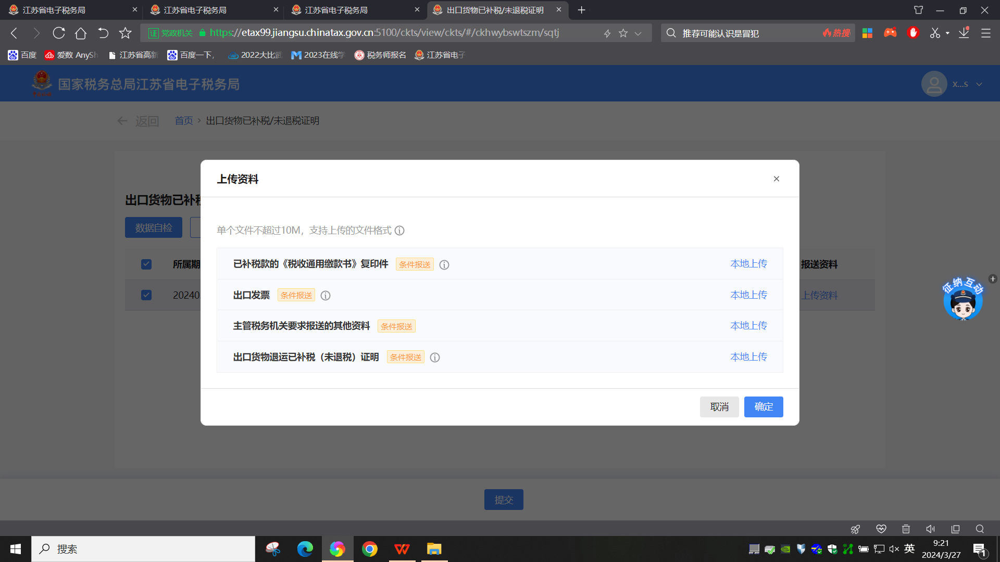 江苏省电子税务局
江苏省电子税务局
江苏省电子税务局
出口货物已补税/未退税证明
证 党政机关 https://etax99.jiangsu.chinatax.gov.cn:5100/ckts/view/ckts/#/ckhwybswtszm/sqtj
推荐可能认识是冒犯 热搜
百度 爱数 AnySh 江苏省高新 百度一下， 2022大比武 2023在线学 税务师报名 江苏省电子
国家税务总局江苏省电子税务局
x...s
返回 首页 > 出口货物已补税/未退税证明
上传资料
出口货物已补税
数据自检
单个文件不超过10M，支持上传的文件格式
所属期
已补税款的《税收通用缴款书》复印件 条件报送 本地上传
报送资料
20240
出口发票 条件报送 本地上传
上传资料
主管税务机关要求报送的其他资料 条件报送 本地上传
出口货物退运已补税（未退税）证明 条件报送 本地上传
取消 确定
征纳互动
提交
搜索
英
9:21
2024/3/27
1